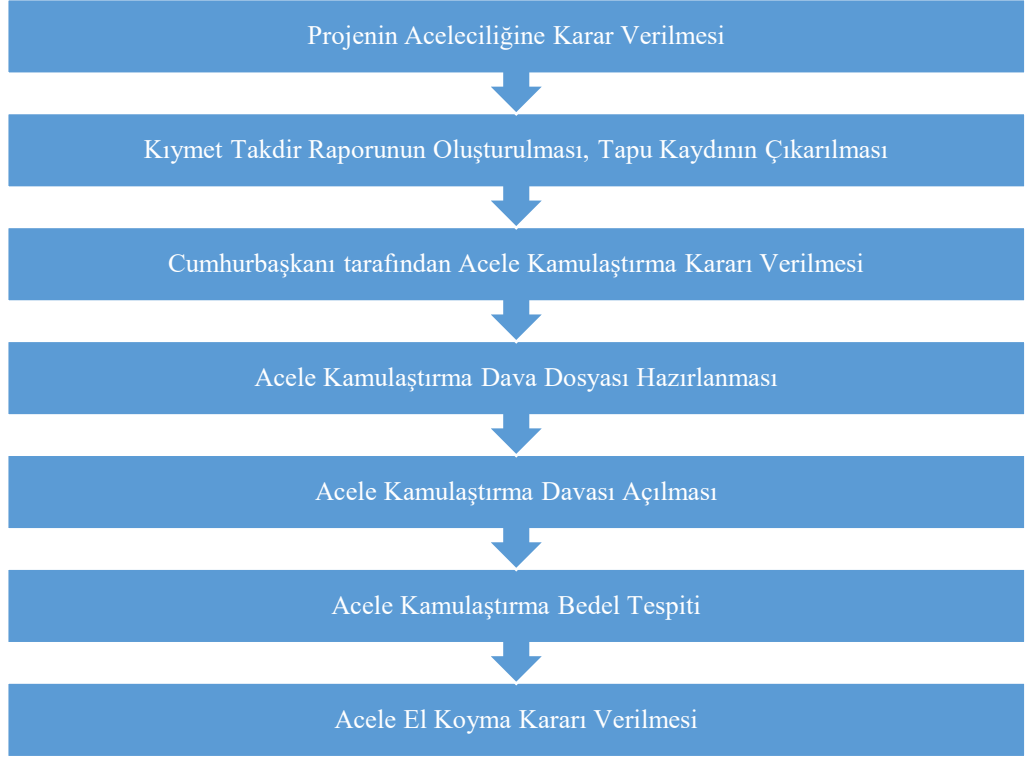 Projenin Aceleciliğine Karar Verilmesi
Kıymet Takdir Raporunun Oluşturulması, Tapu Kaydının Çıkarılması
Cumhurbaşkanı tarafından Acele Kamulaştırma Kararı Verilmesi
Acele Kamulaştırma Dava Dosyası Hazırlanması
Acele Kamulaştırma Davası Açılması
Acele Kamulaştırma Bedel Tespiti
Acele El Koyma Kararı Verilmesi